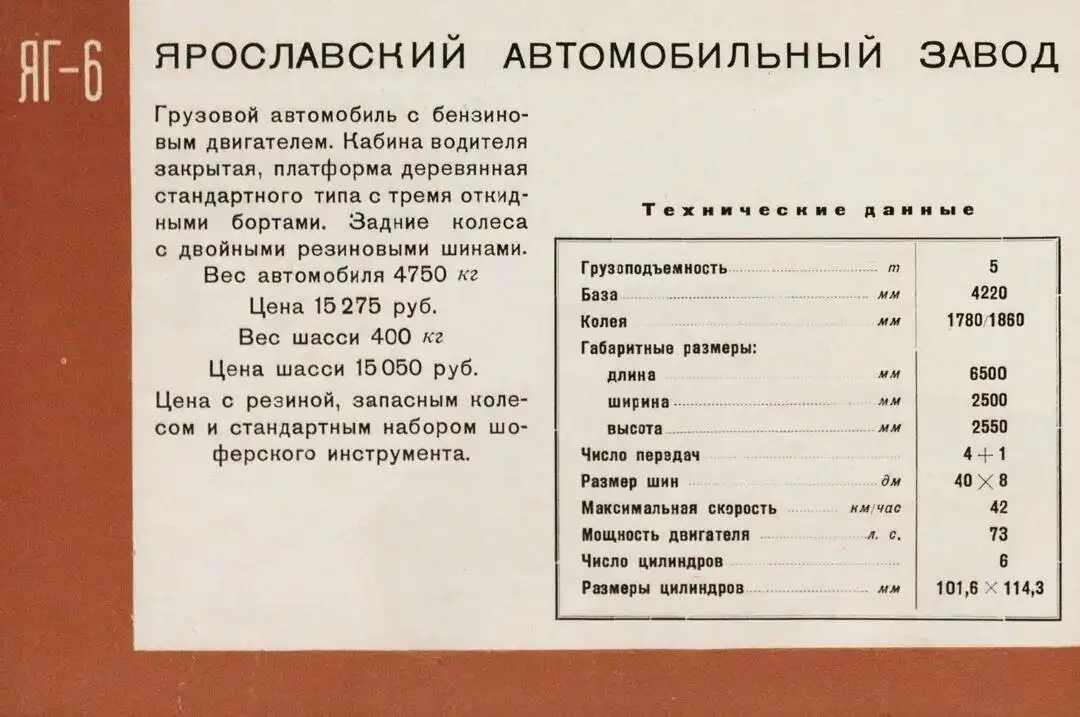 ЯГ-6
ЯРОСЛАВСКИЙ АВТОМОБИЛЬНЫЙ ЗАВОД
Грузовой автомобиль с бензино-
вым двигателем. Кабина водителя
закрытая, платформа деревянная
стандартного типа с тремя откид-
ными бортами. Задние колеса
с двойными резиновыми шинами.
Вес автомобиля 4750 кг
Цена 15 275 руб.
Вес шасси 400 кг
Цена шасси 15 050 руб.
Цена с резиной, запасным коле-
сом и стандартным набором шо-
ферского инструмента.
Технические данные
Грузоподъемность т 5
База мм 4220
Колея мм 1780/1860
Габаритные размеры:
длина мм 6500
ширина мм 2500
высота мм 2550
Число передач 4 + 1
Размер шин дм 40 × 8
Максимальная скорость км/час 42
Мощность двигателя л. с. 73
Число цилиндров 6
Размеры цилиндров мм 101,6 × 114,3